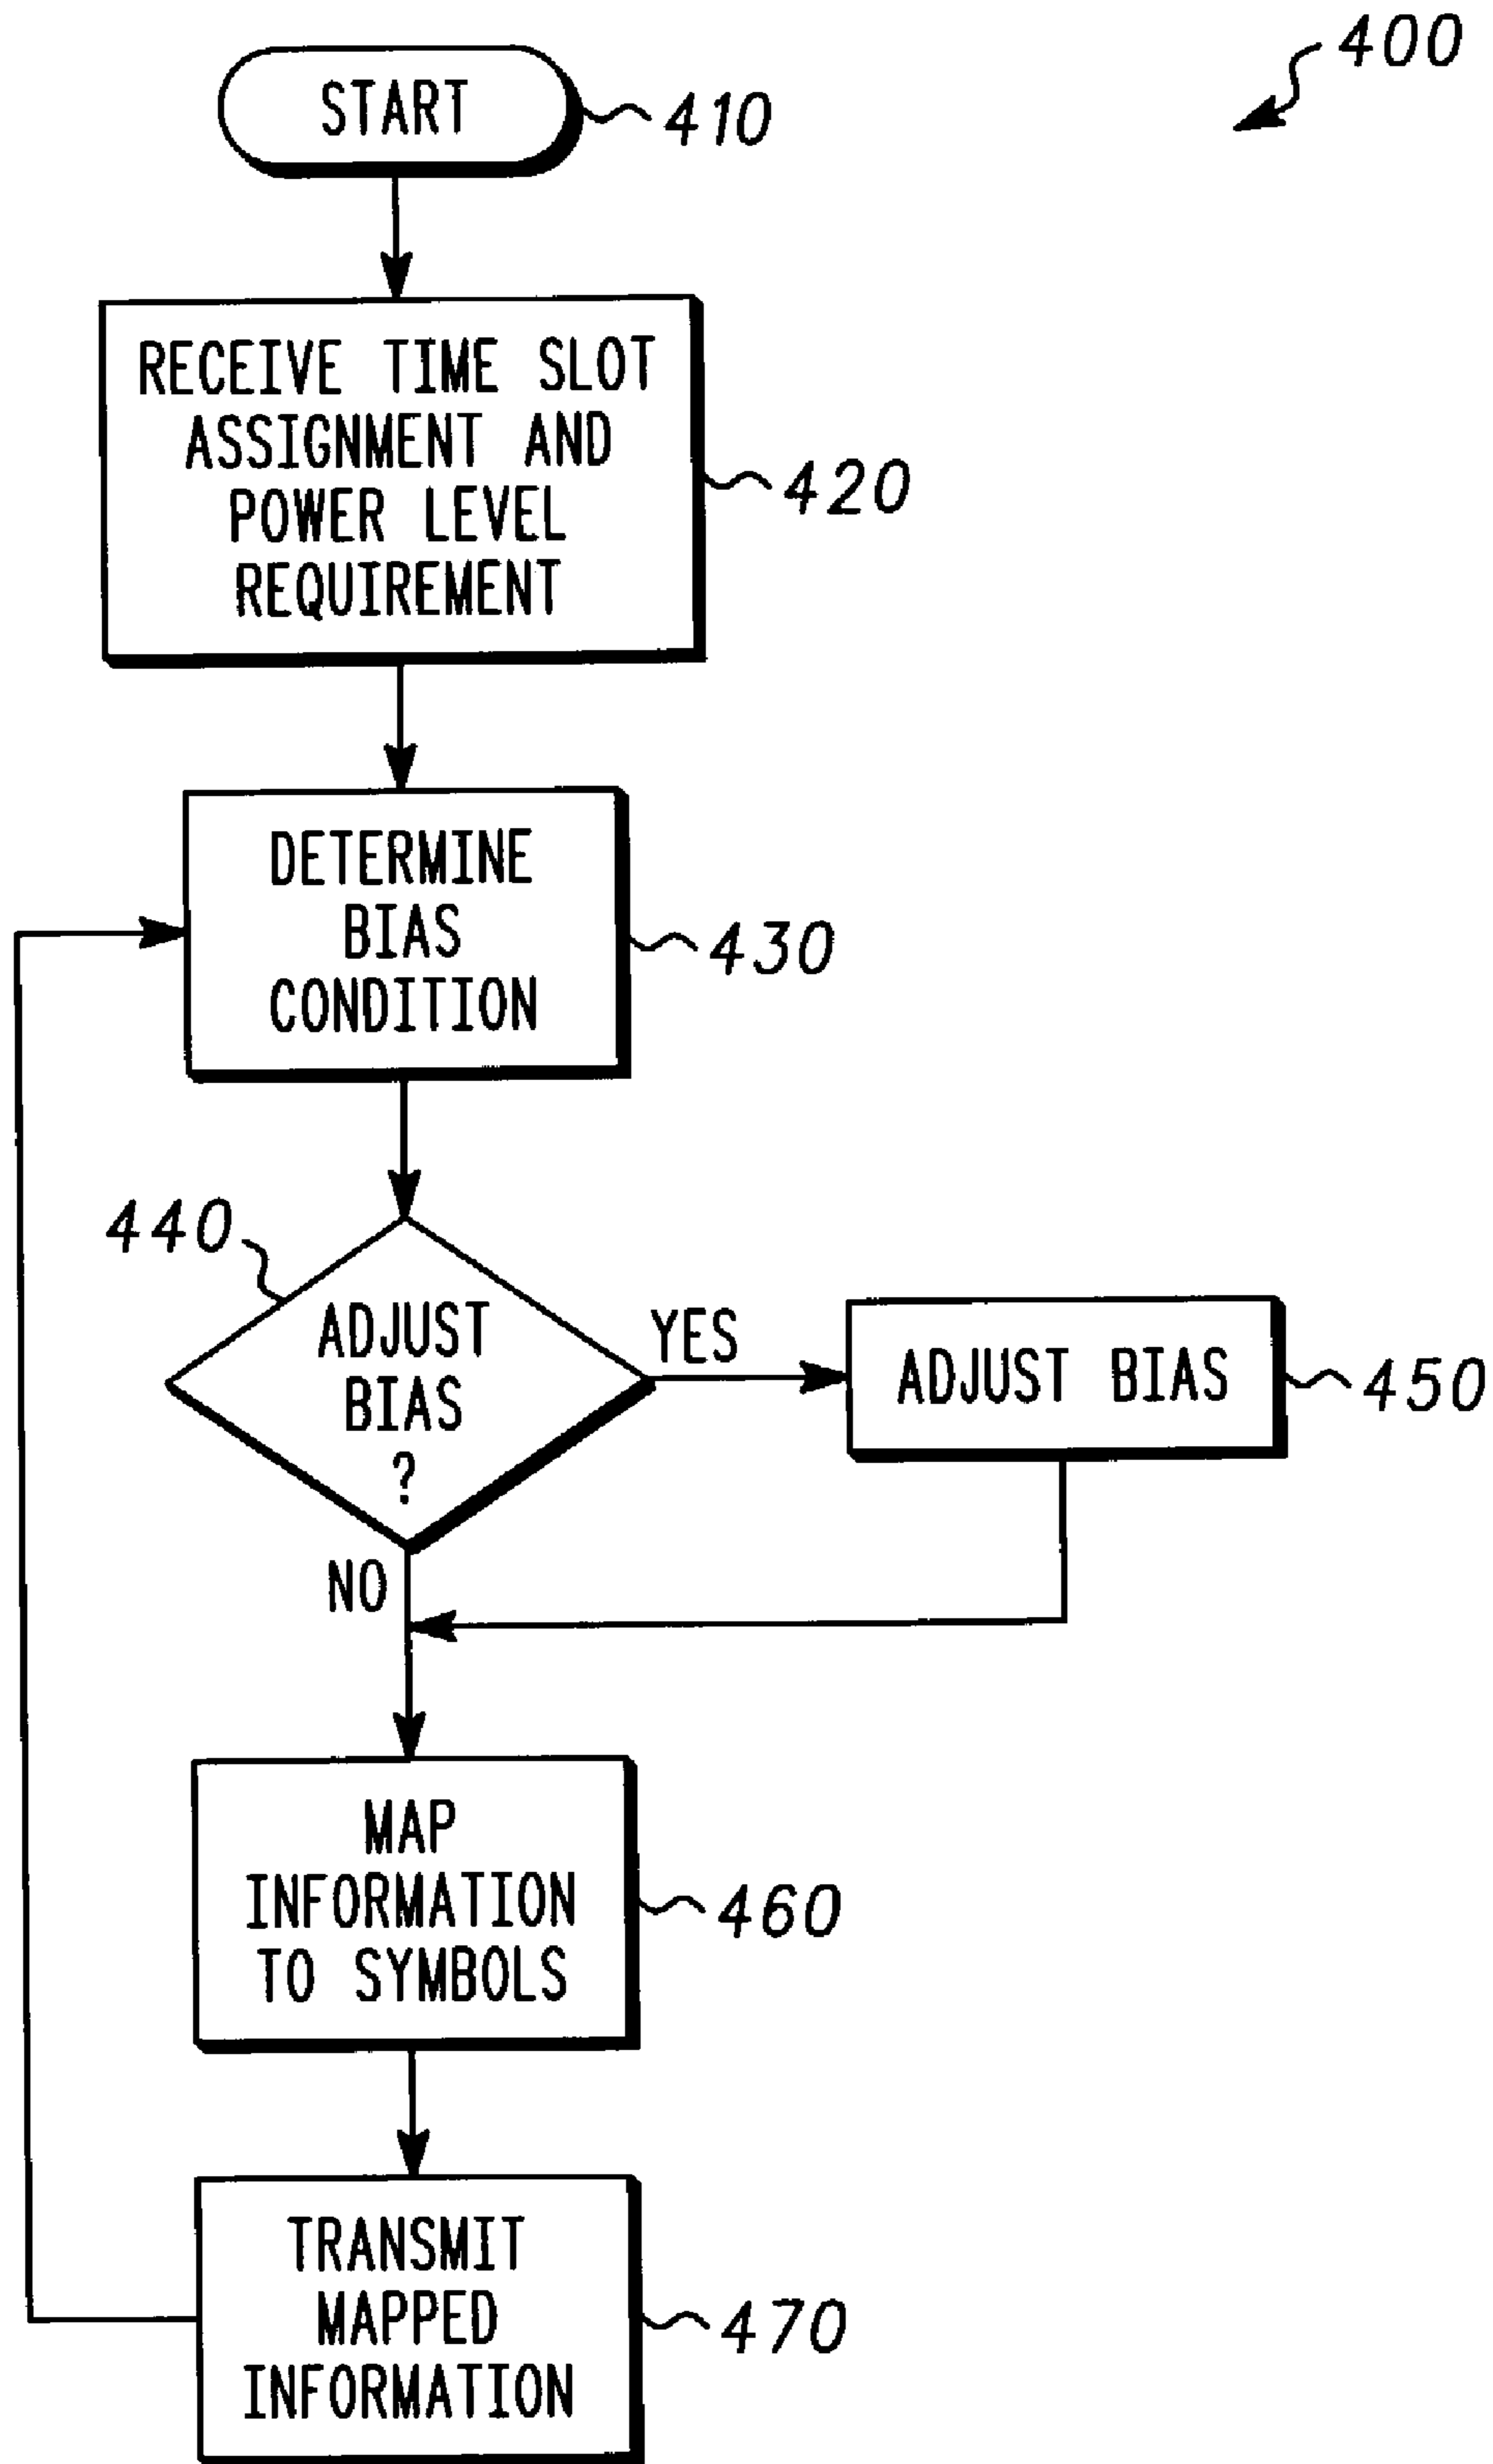 400
START
410
RECEIVE TIME SLOT
ASSIGNMENT AND
POWER LEVEL
REQUIREMENT
420
DETERMINE
BIAS
CONDITION
430
440
ADJUST
BIAS
?
YES
ADJUST BIAS
450
NO
MAP
INFORMATION
TO SYMBOLS
460
TRANSMIT
MAPPED
INFORMATION
470